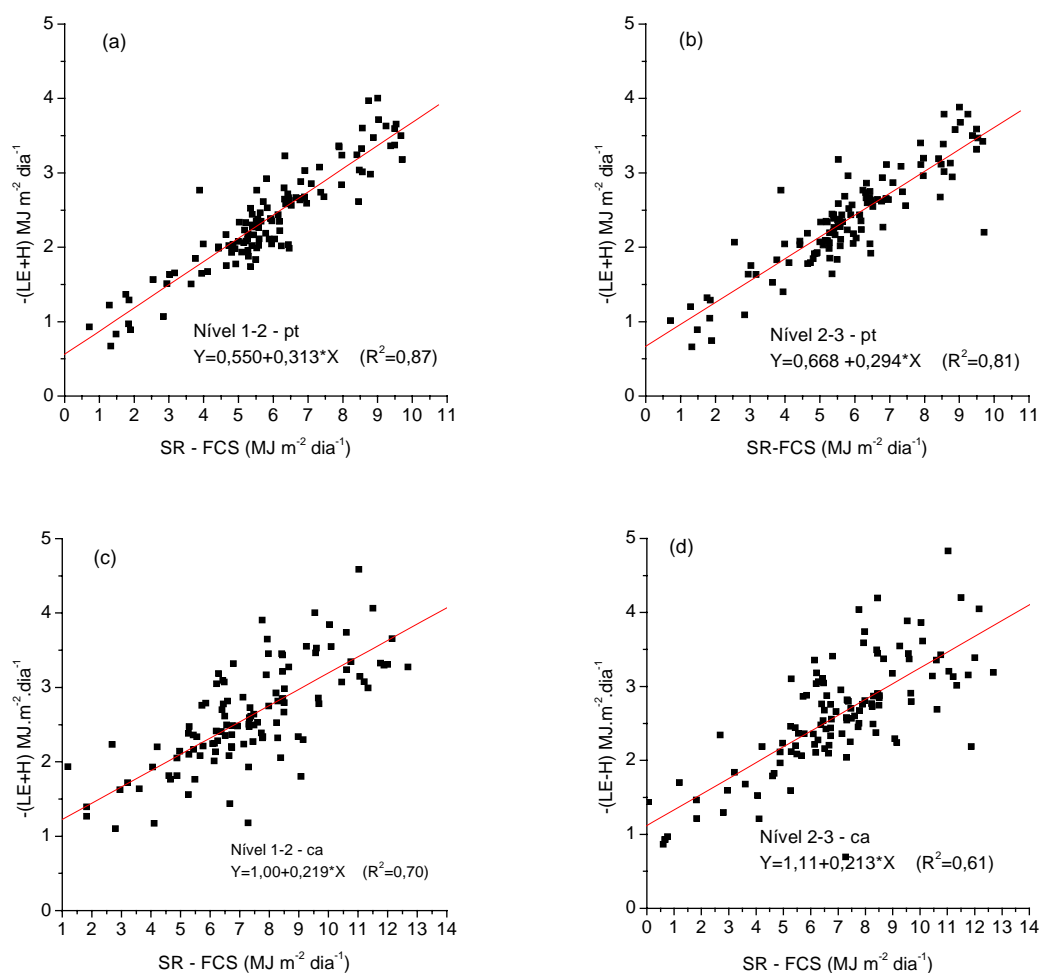 (a)
5
4
3
2
1
0
-(LE+H) MJ m-2 dia-1
Nível 1-2 - pt
Y=0,550+0,313*X (R2=0,87)
0 1 2 3 4 5 6 7 8 9 10 11
SR - FCS (MJ m-2 dia-1)
(b)
5
4
3
2
1
0
-(LE+H) MJ m-2 dia-1
Nível 2-3 - pt
Y=0,668 +0,294*X (R2=0,81)
0 1 2 3 4 5 6 7 8 9 10 11
SR-FCS (MJ m-2 dia-1)
(c)
5
4
3
2
1
0
-(LE+H) MJ.m-2.dia-1
Nível 1-2 - ca
Y=1,00+0,219*X (R2=0,70)
1 2 3 4 5 6 7 8 9 10 11 12 13 14
SR - FCS (MJ m-2 dia-1)
(d)
5
4
3
2
1
0
-(LE-H) MJ.m-2.dia-1
Nível 2-3 - ca
Y=1,11+0,213*X (R2=0,61)
0 1 2 3 4 5 6 7 8 9 10 11 12 13 14
SR - FCS (MJ m-2 dia-1)